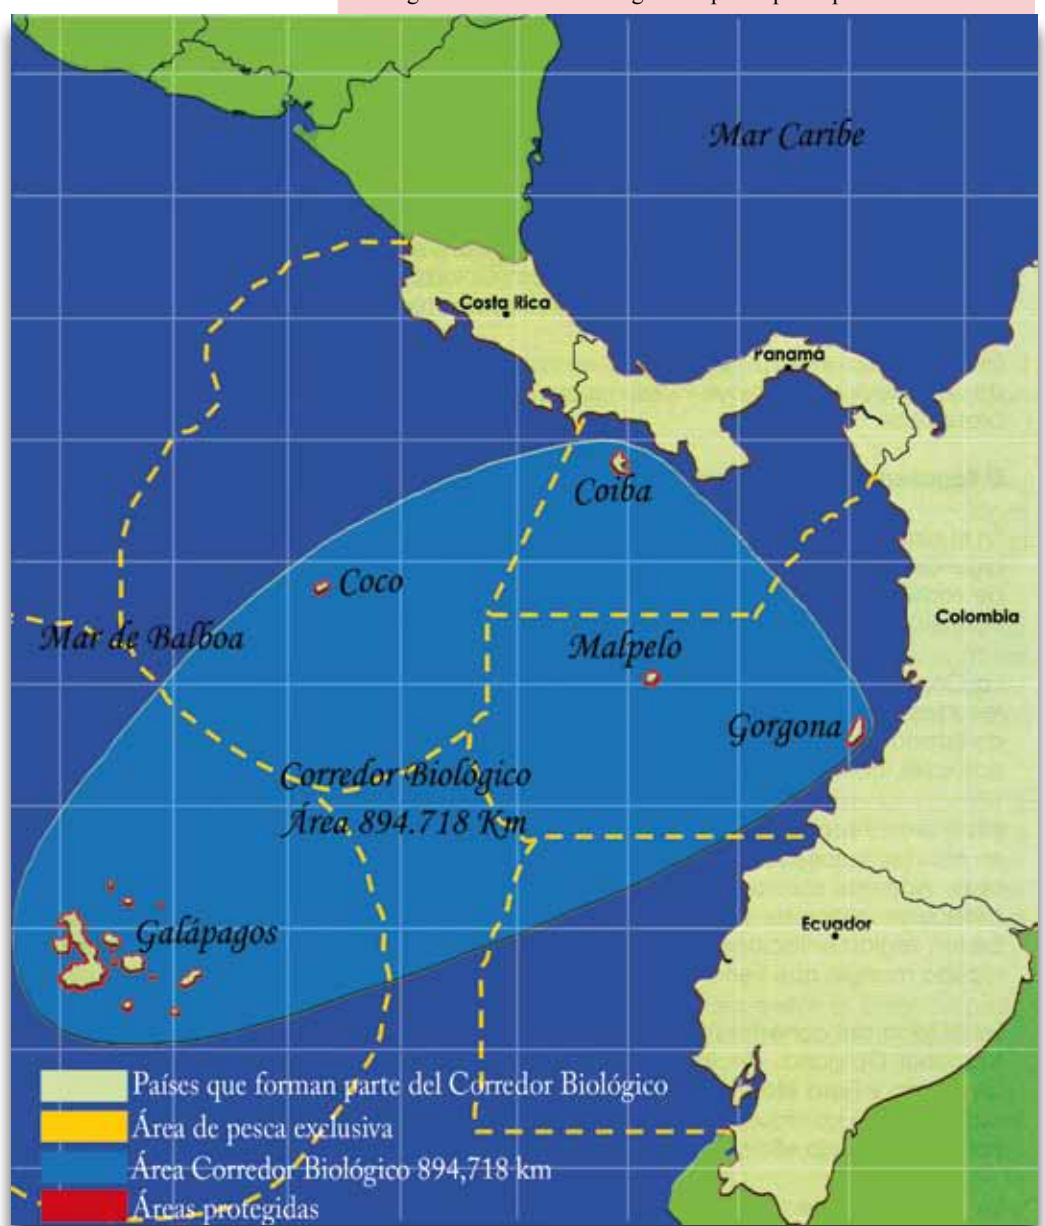 Mar Caribe
Costa Rica
Panamá
Coiba
Coco
Colombia
Mar de Balboa
Malpelo
Gorgona
Corredor Biológico
Área 894.718 Km
Ecuador
Galápagos
Países que forman parte del Corredor Biológico
Área de pesca exclusiva
Área Corredor Biológico 894,718 km
Áreas protegidas